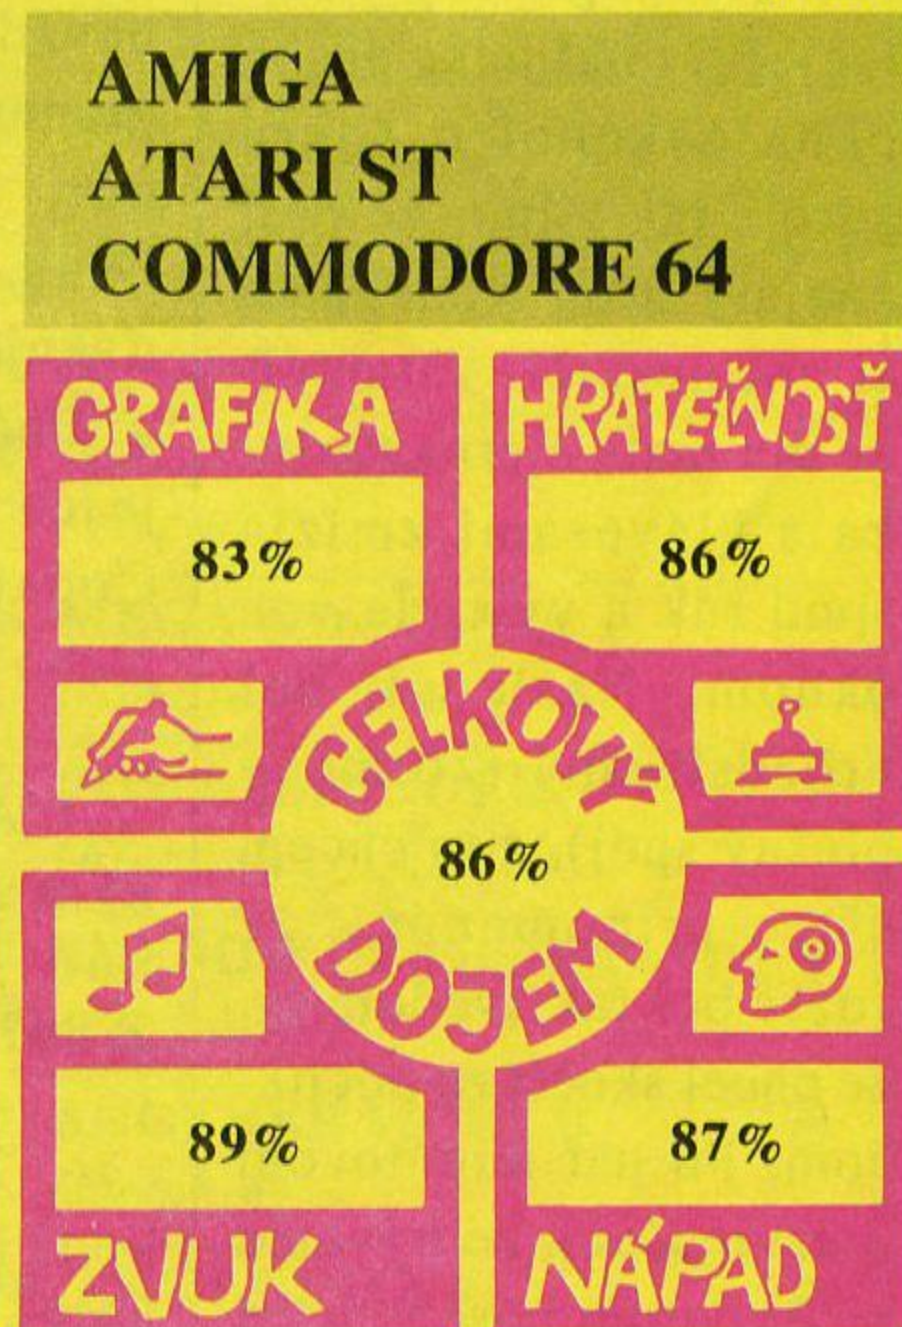 AMIGA
ATARI ST
COMMODORE 64
GRAFIKA
83%
HRATEĽNOSŤ
86%
CELKOVÝ
86%
DOJEM
89%
ZVUK
87%
NÁPAD